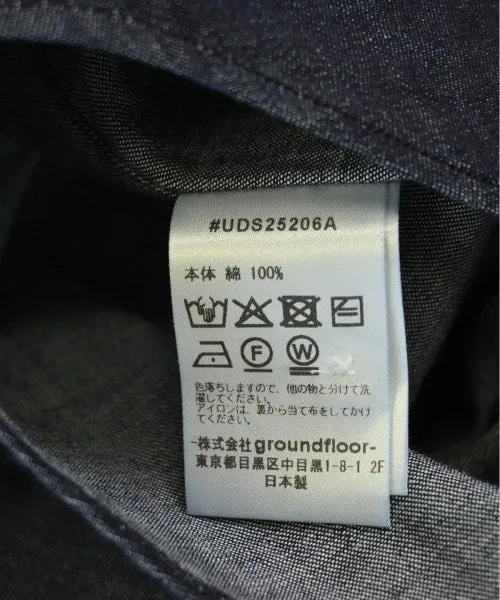 #UDS25206A
本体 綿 100%
F W
色落ちしますので、他の物と分けて洗
濯してください。
アイロンは、裏から当て布をしてかけ
てください。
-株式会社groundfloor-
東京都目黒区中目黒1-8-1 2F
日本製